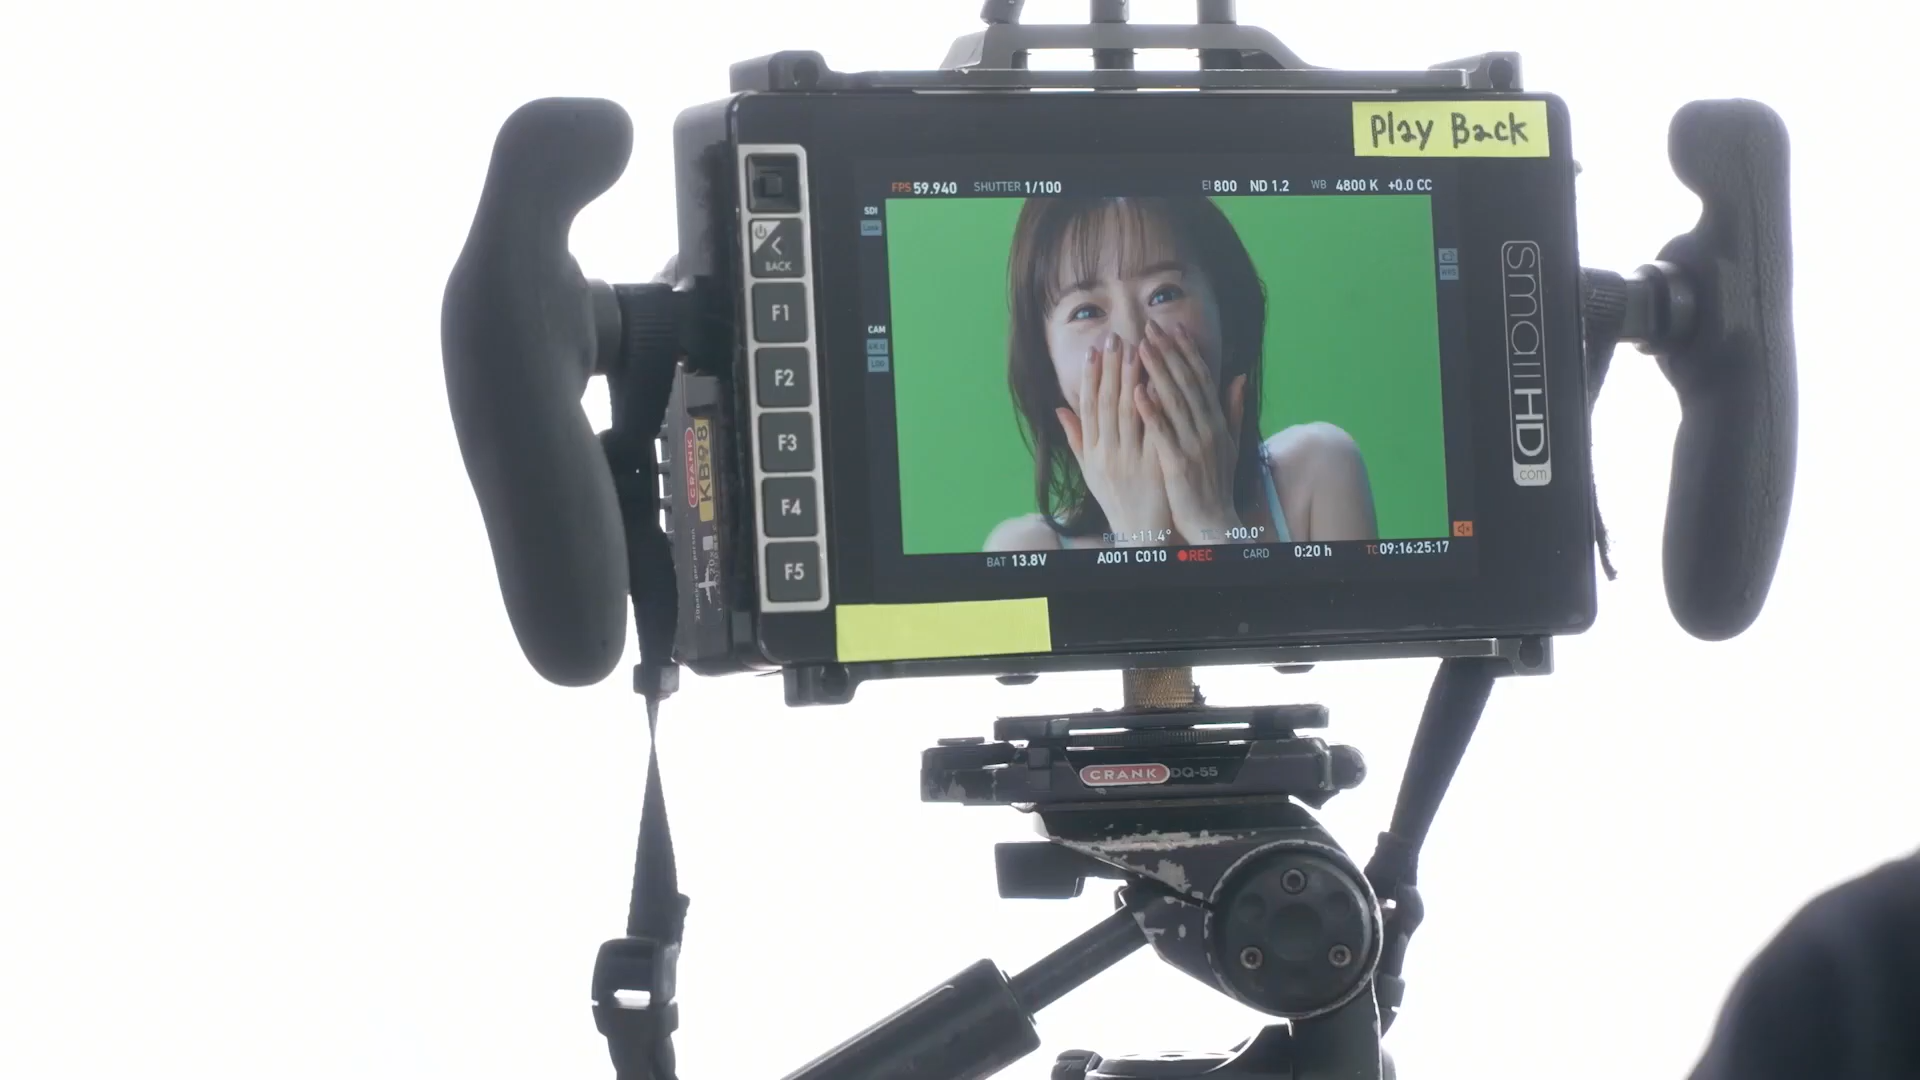 Play Back
FPS 59.940 SHUTTER 1/100 EI 800 ND 1.2 WB 4800 K +0.0 CC
SDI
BACK
F1
CAM
F2
F3
F4
F5
smallHD
.com
CRANK
KB98
ROLL +11.4° +00.0°
BAT 13.8V A001 C010 REC CARD 0:20 h TC 09:16:25:17
CRANK DQ-55